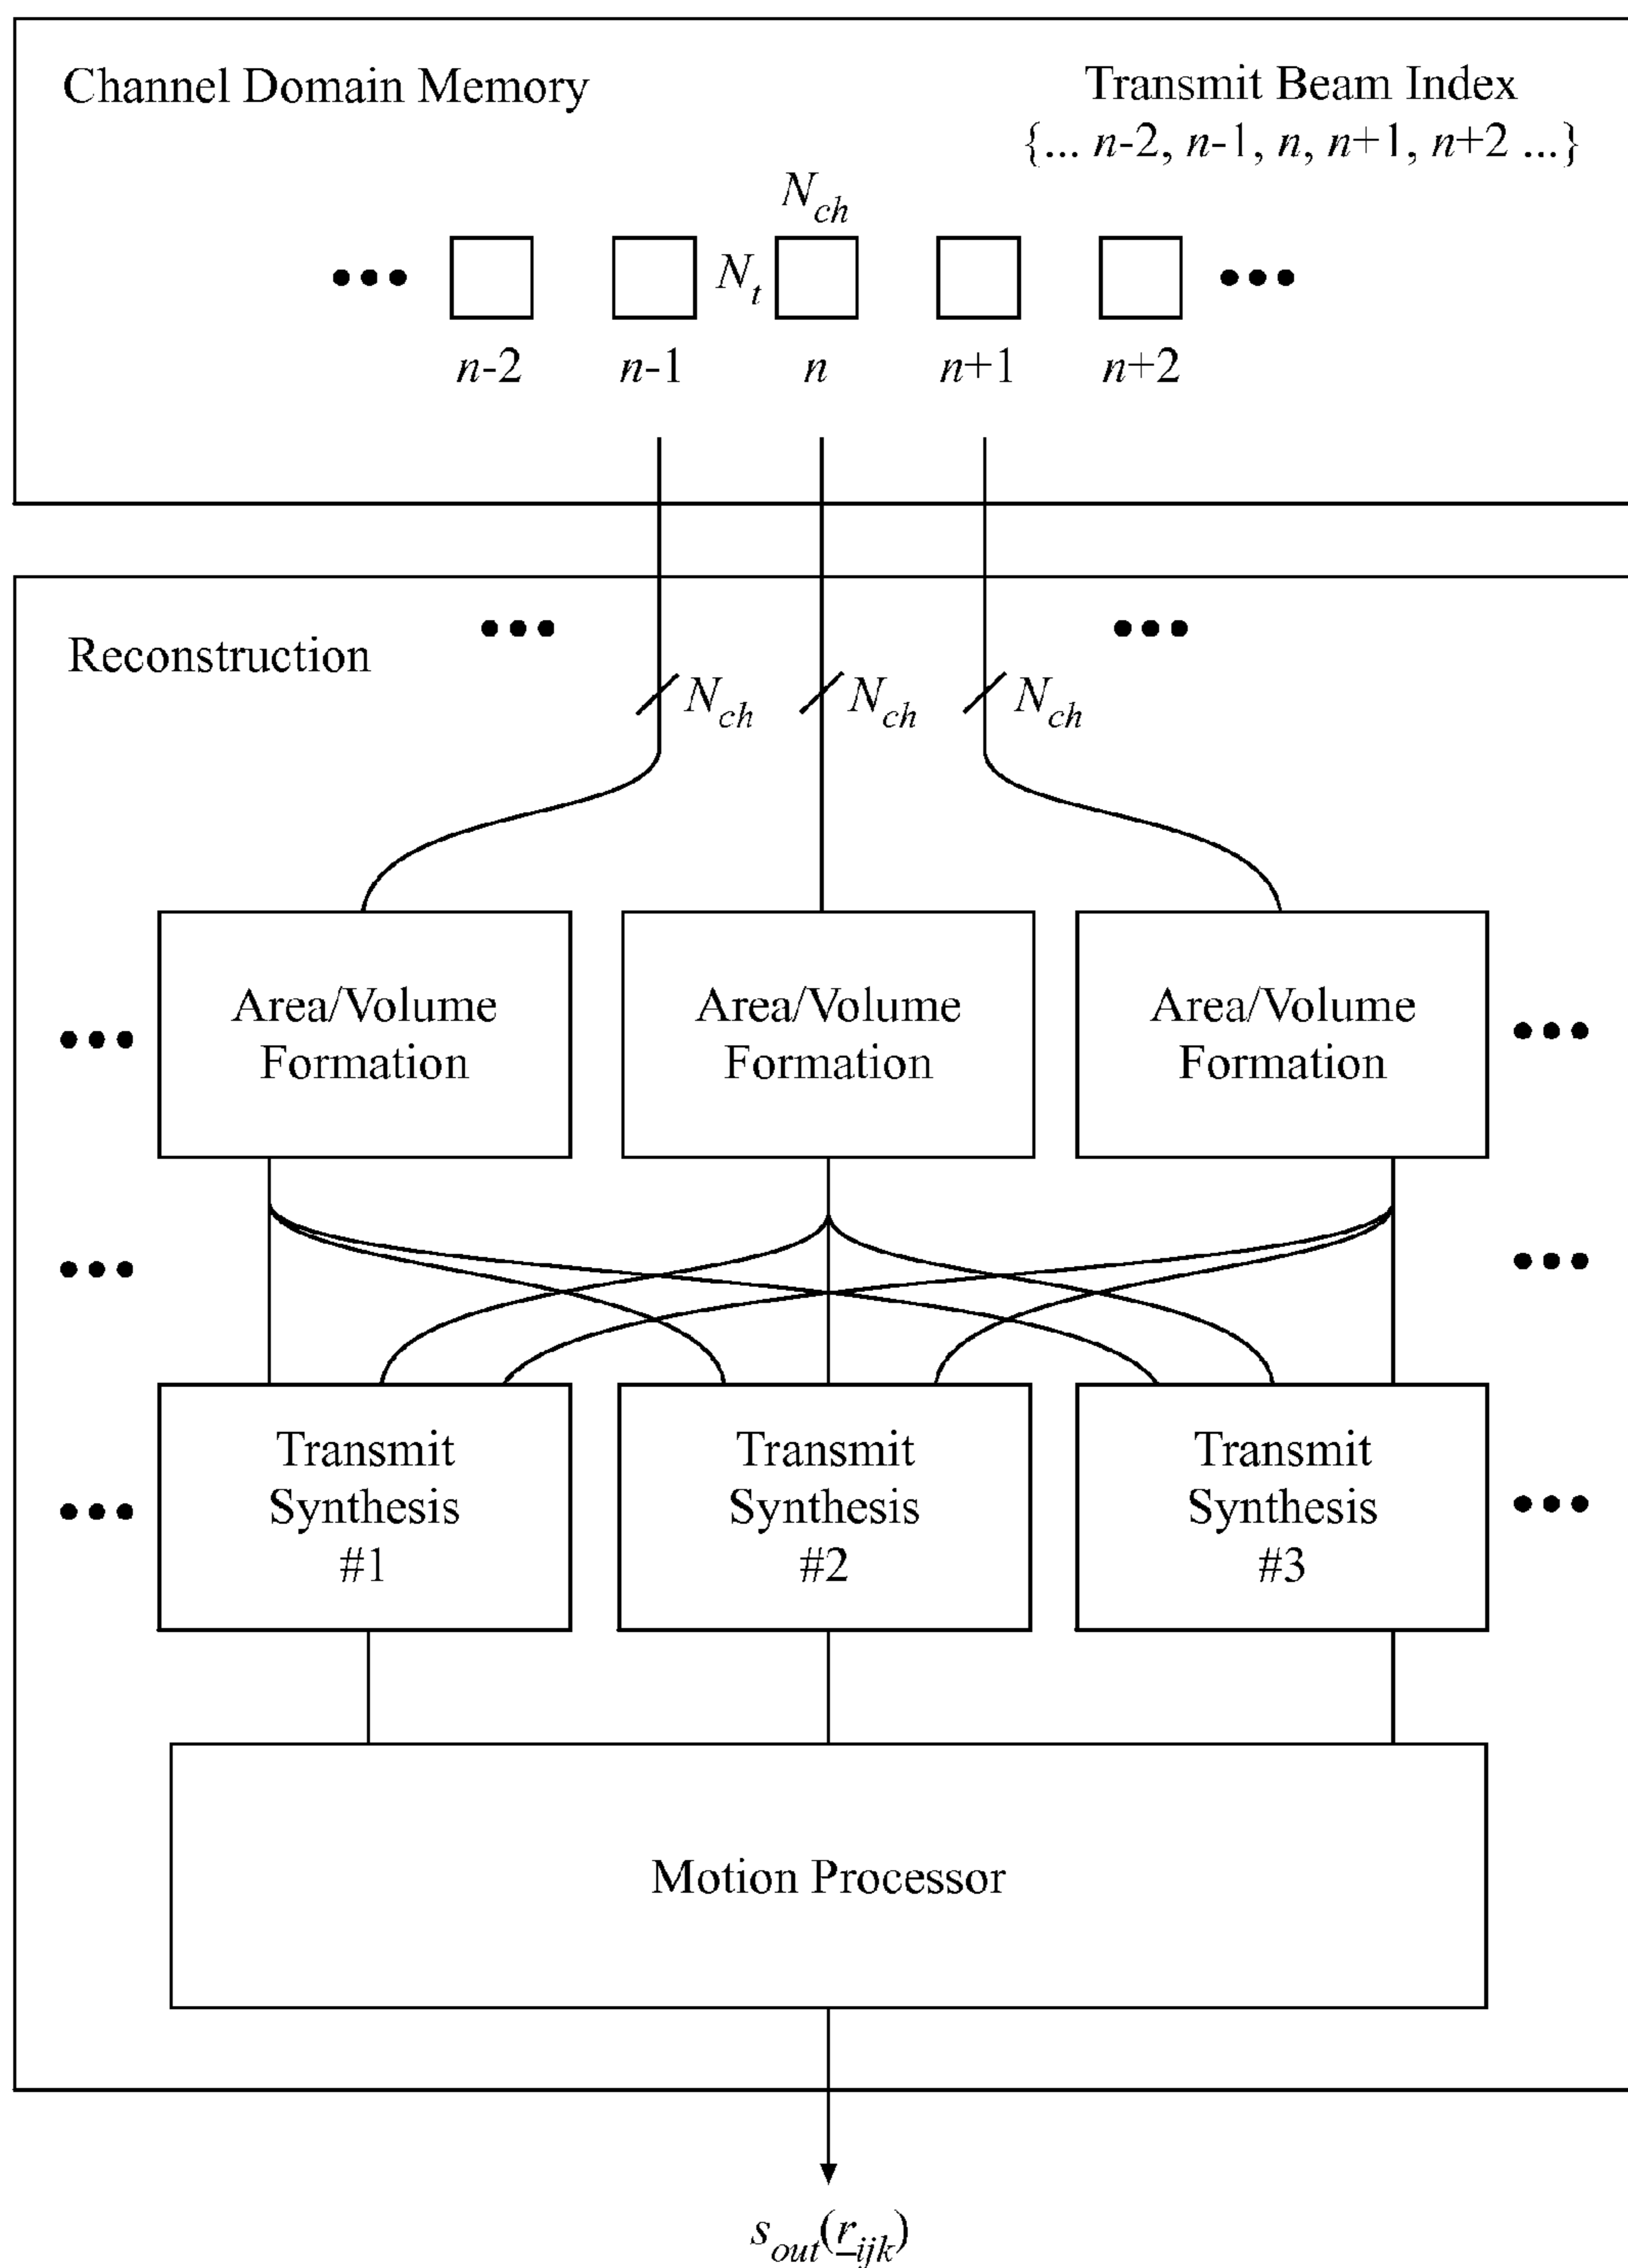 Channel Domain Memory
Transmit Beam Index
{... n-2, n-1, n, n+1, n+2 ...}
N_ch
••• N_t •••
n-2 n-1 n n+1 n+2
••• •••
Reconstruction
N_ch N_ch N_ch
Area/Volume Formation
Area/Volume Formation
Area/Volume Formation
••• •••
••• •••
Transmit Synthesis #1
Transmit Synthesis #2
Transmit Synthesis #3
••• •••
Motion Processor
s_out(r_ijk)